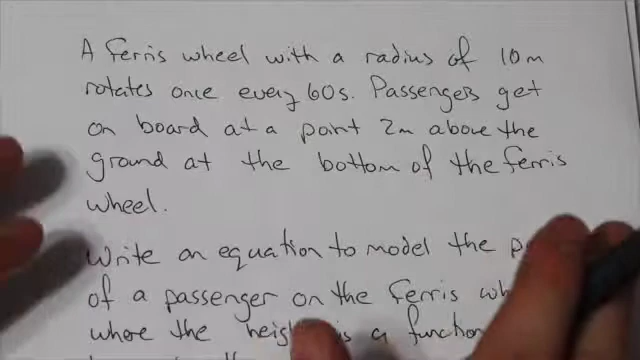 A Ferris wheel with a radius of 10m
rotates once every 60s. Passengers get
on board at a point 2m above the
ground at the bottom of the Ferris
wheel.
Write an equation to model the
of a passenger on the Ferris
where the is a function